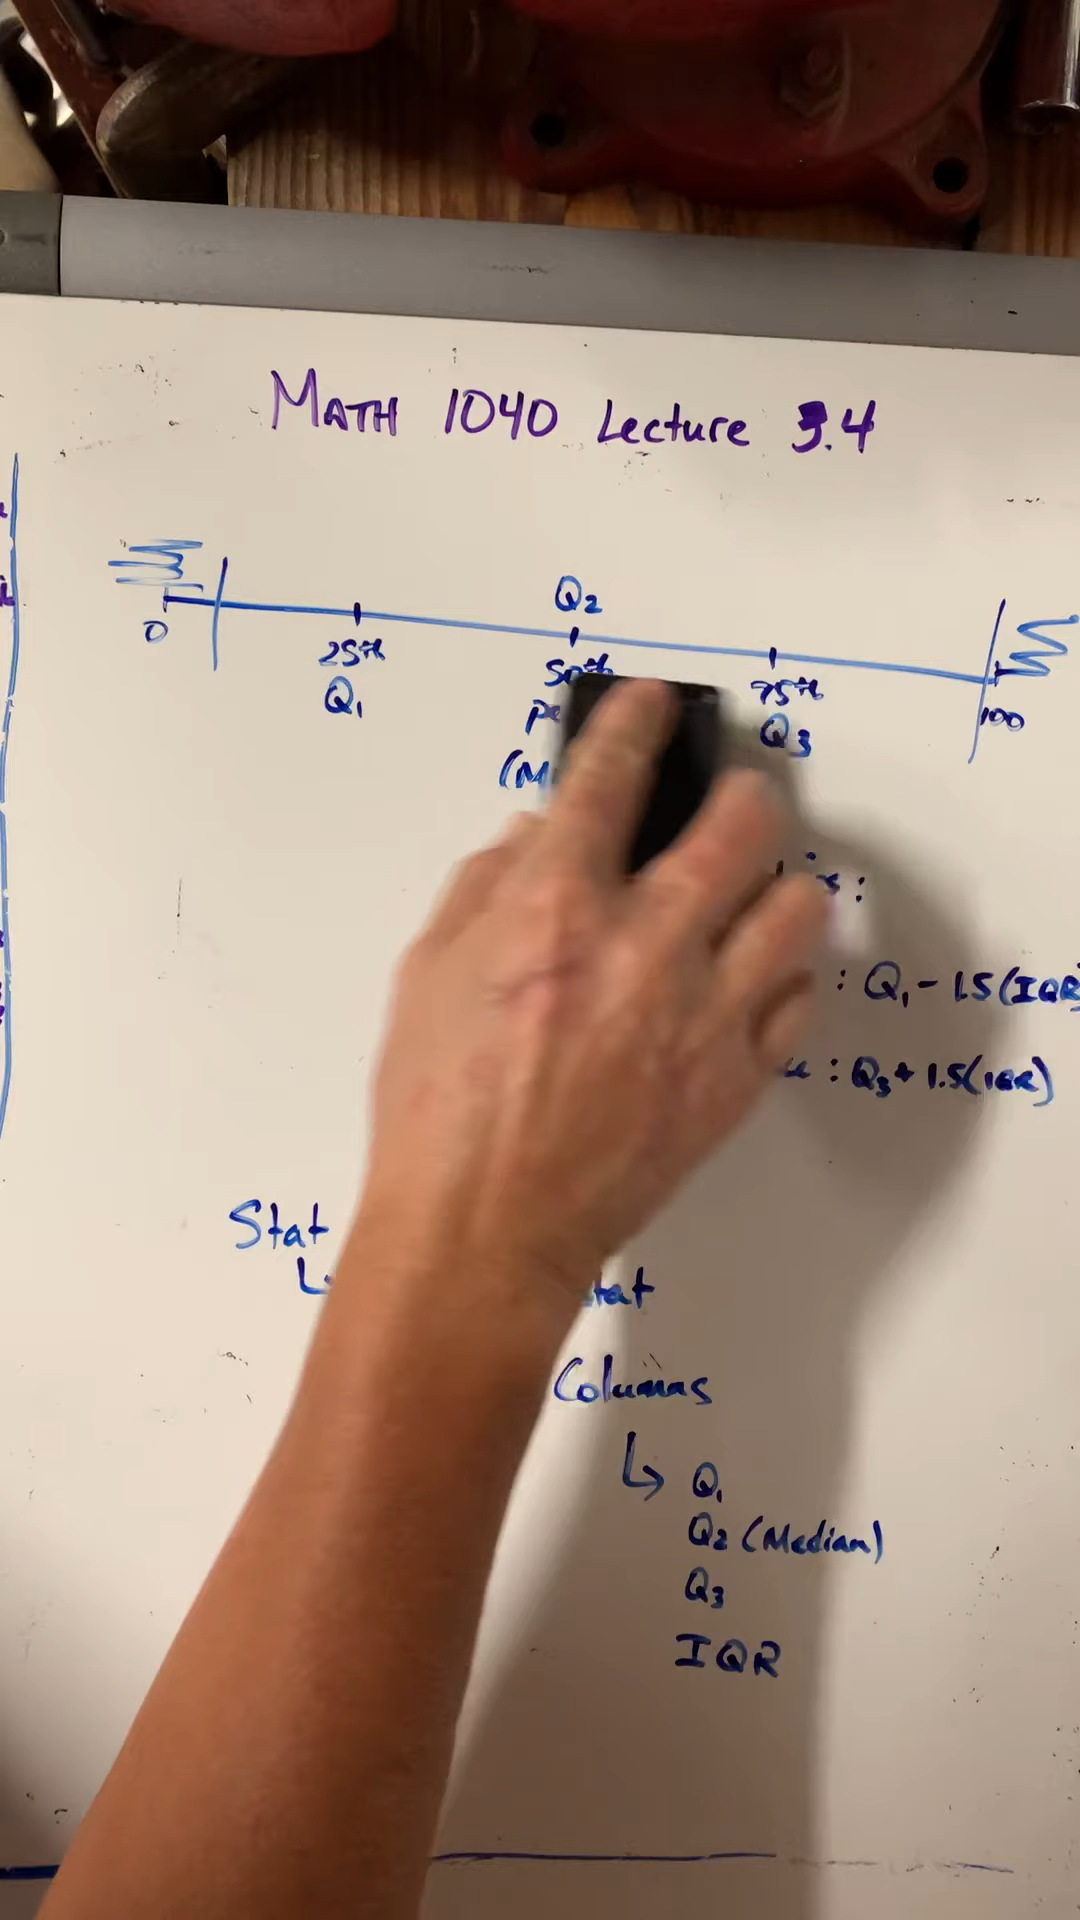 MATH 1040 Lecture 3.4
Q2
0
25th
50th
75th
100
Q1
Q3
: Q1 - 1.5(IQR)
: Q3 + 1.5(IQR)
Stat
Columns
Q1
Q2 (Median)
Q3
IQR